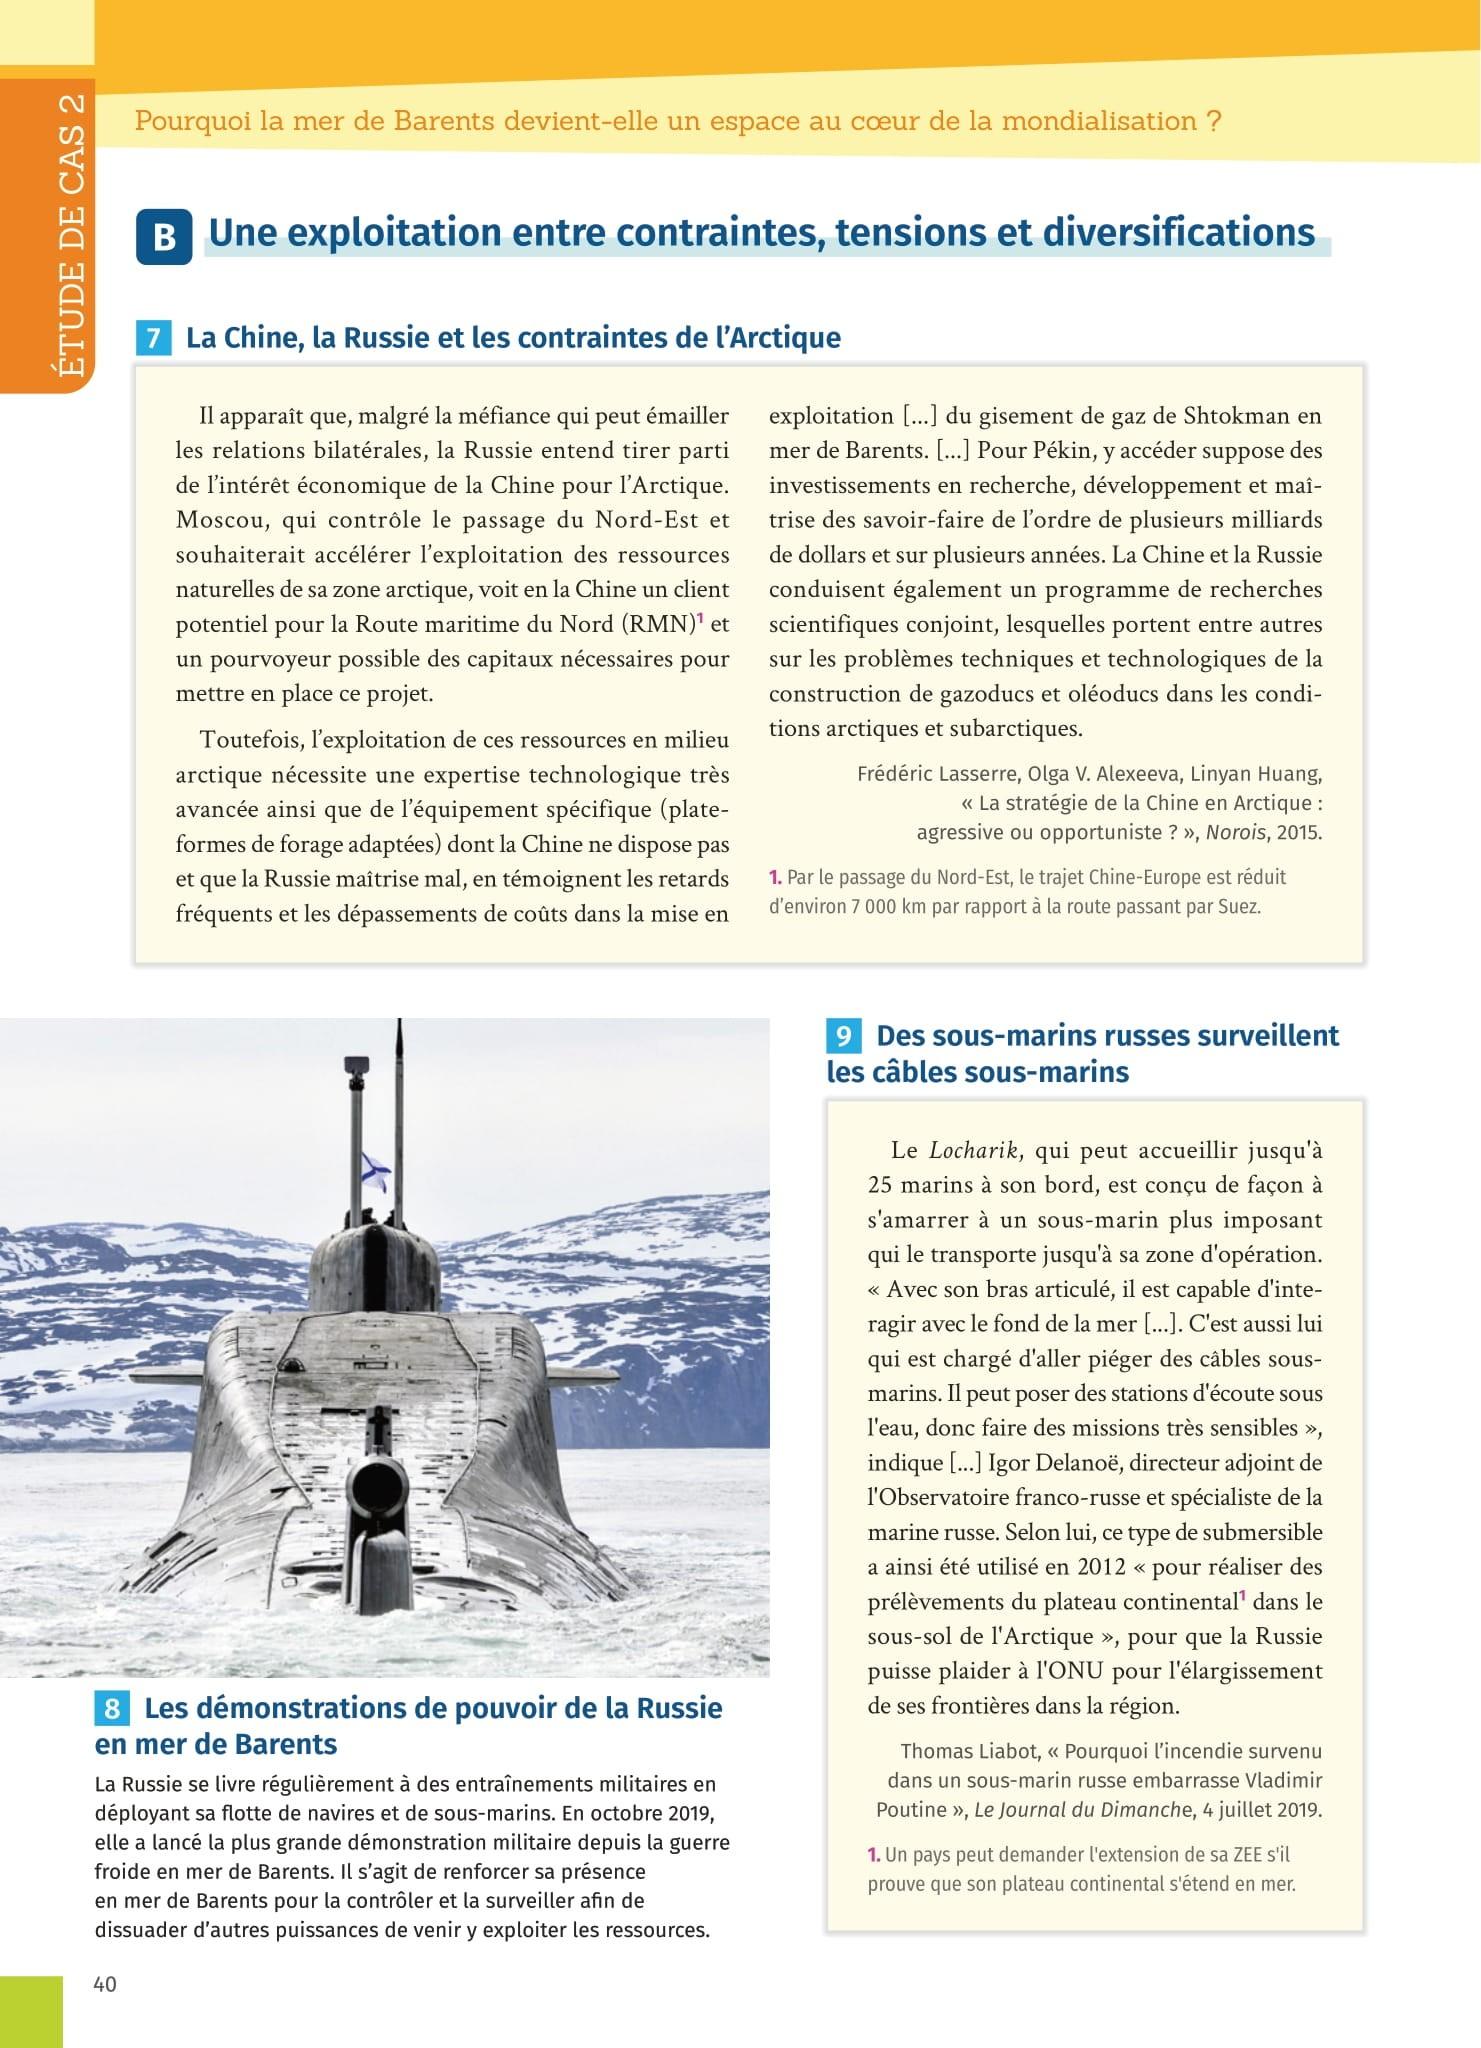 ÉTUDE DE CAS 2
Pourquoi la mer de Barents devient-elle un espace au cœur de la mondialisation ?
B Une exploitation entre contraintes, tensions et diversifications
7 La Chine, la Russie et les contraintes de l'Arctique
Il apparaît que, malgré la méfiance qui peut émailler
les relations bilatérales, la Russie entend tirer parti
de l'intérêt économique de la Chine pour l'Arctique.
Moscou, qui contrôle le passage du Nord-Est et
souhaiterait accélérer l'exploitation des ressources
naturelles de sa zone arctique, voit en la Chine un client
potentiel pour la Route maritime du Nord (RMN)¹ et
un pourvoyeur possible des capitaux nécessaires pour
mettre en place ce projet.
Toutefois, l'exploitation de ces ressources en milieu
arctique nécessite une expertise technologique très
avancée ainsi que de l'équipement spécifique (plate-
formes de forage adaptées) dont la Chine ne dispose pas
et que la Russie maîtrise mal, en témoignent les retards
fréquents et les dépassements de coûts dans la mise en
exploitation [...] du gisement de gaz de Shtokman en
mer de Barents. [...] Pour Pékin, y accéder suppose des
investissements en recherche, développement et maî-
trise des savoir-faire de l'ordre de plusieurs milliards
de dollars et sur plusieurs années. La Chine et la Russie
conduisent également un programme de recherches
scientifiques conjoint, lesquelles portent entre autres
sur les problèmes techniques et technologiques de la
construction de gazoducs et oléoducs dans les condi-
tions arctiques et subarctiques.
Frédéric Lasserre, Olga V. Alexeeva, Linyan Huang,
« La stratégie de la Chine en Arctique :
agressive ou opportuniste ? », Norois, 2015.
1. Par le passage du Nord-Est, le trajet Chine-Europe est réduit
d'environ 7 000 km par rapport à la route passant par Suez.
8 Les démonstrations de pouvoir de la Russie
en mer de Barents
La Russie se livre régulièrement à des entraînements militaires en
déployant sa flotte de navires et de sous-marins. En octobre 2019,
elle a lancé la plus grande démonstration militaire depuis la guerre
froide en mer de Barents. Il s'agit de renforcer sa présence
en mer de Barents pour la contrôler et la surveiller afin de
dissuader d'autres puissances de venir y exploiter les ressources.
9 Des sous-marins russes surveillent
les câbles sous-marins
Le Locharik, qui peut accueillir jusqu'à
25 marins à son bord, est conçu de façon à
s'amarrer à un sous-marin plus imposant
qui le transporte jusqu'à sa zone d'opération.
« Avec son bras articulé, il est capable d'inte-
ragir avec le fond de la mer [...]. C'est aussi lui
qui est chargé d'aller piéger des câbles sous-
marins. Il peut poser des stations d'écoute sous
l'eau, donc faire des missions très sensibles »,
indique [...] Igor Delanoë, directeur adjoint de
l'Observatoire franco-russe et spécialiste de la
marine russe. Selon lui, ce type de submersible
a ainsi été utilisé en 2012 « pour réaliser des
prélèvements du plateau continental¹ dans le
sous-sol de l'Arctique », pour que la Russie
puisse plaider à l'ONU pour l'élargissement
de ses frontières dans la région.
Thomas Liabot, « Pourquoi l'incendie survenu
dans un sous-marin russe embarrasse Vladimir
Poutine », Le Journal du Dimanche, 4 juillet 2019.
1. Un pays peut demander l'extension de sa ZEE s'il
prouve que son plateau continental s'étend en mer.
40